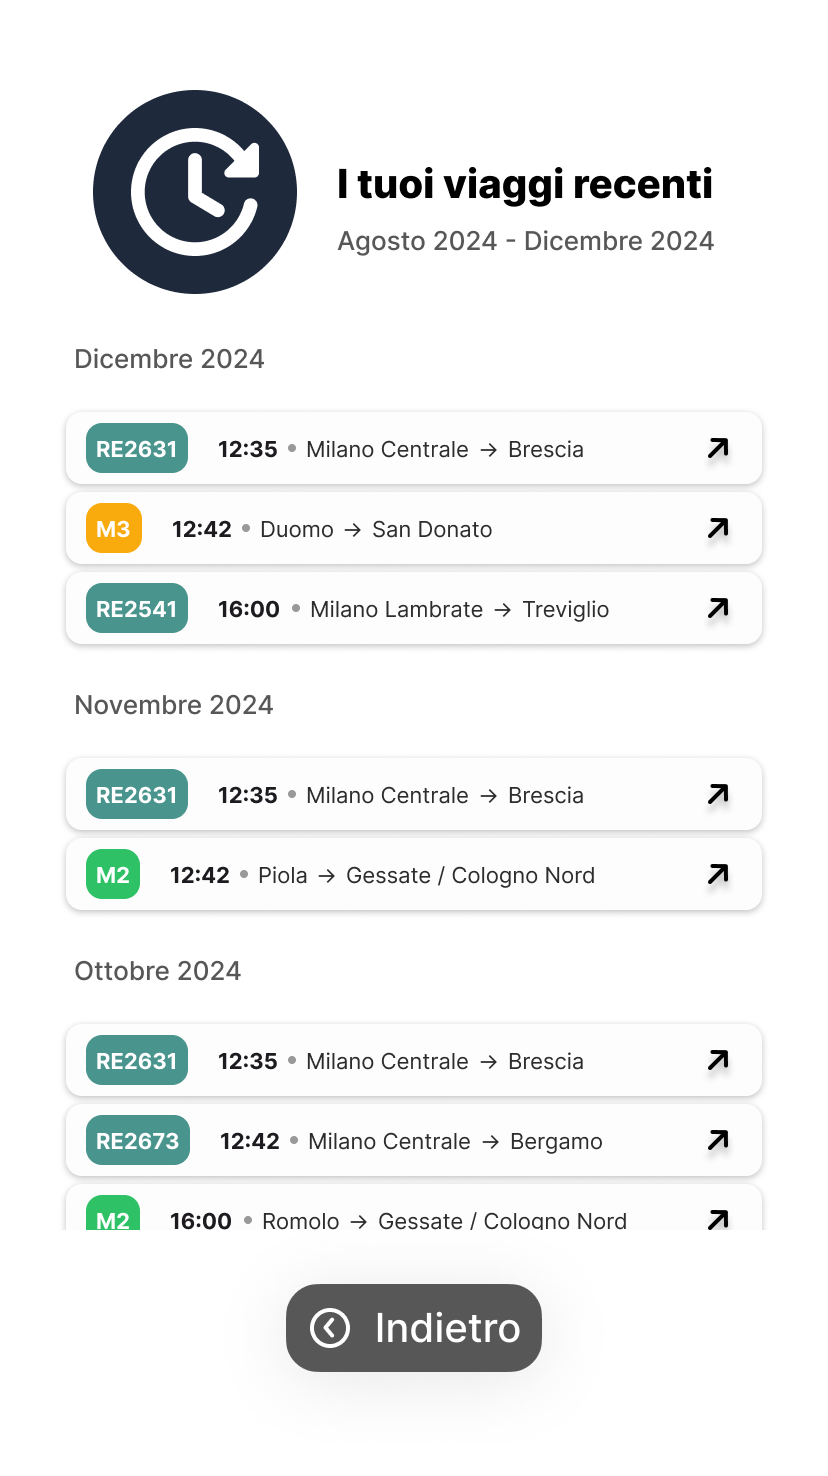 I tuoi viaggi recenti
Agosto 2024 - Dicembre 2024
Dicembre 2024
RE2631 12:35 • Milano Centrale → Brescia
M3 12:42 • Duomo → San Donato
RE2541 16:00 • Milano Lambrate → Treviglio
Novembre 2024
RE2631 12:35 • Milano Centrale → Brescia
M2 12:42 • Piola → Gessate / Cologno Nord
Ottobre 2024
RE2631 12:35 • Milano Centrale → Brescia
RE2673 12:42 • Milano Centrale → Bergamo
M2 16:00 • Romolo → Gessate / Cologno Nord
Indietro